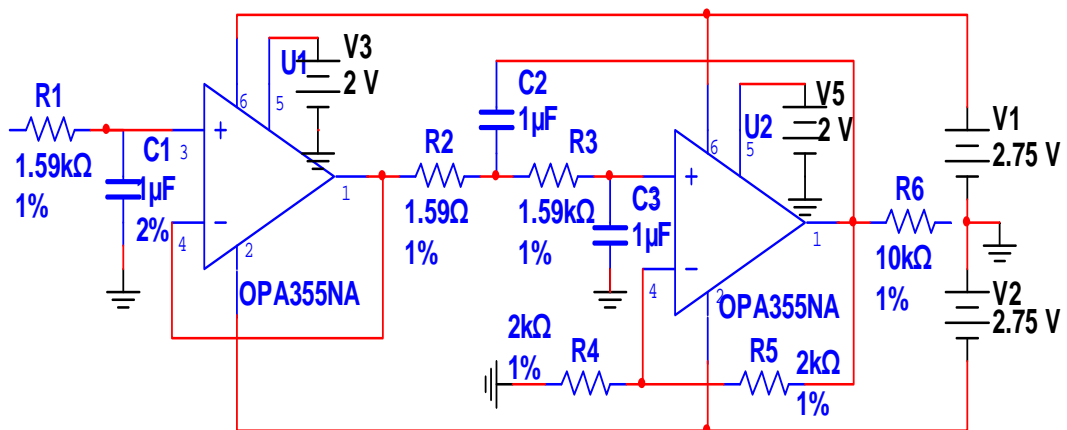 R1
1.59kΩ
1%
C1
1µF
2%
3
4
6
5
2
1
U1
V3
2 V
OPA355NA
R2
1.59Ω
1%
C2
1µF
R3
1.59kΩ
1%
C3
1µF
6
5
4
2
1
U2
V5
2 V
OPA355NA
R6
10kΩ
1%
V1
2.75 V
V2
2.75 V
2kΩ
1%
R4
R5
2kΩ
1%